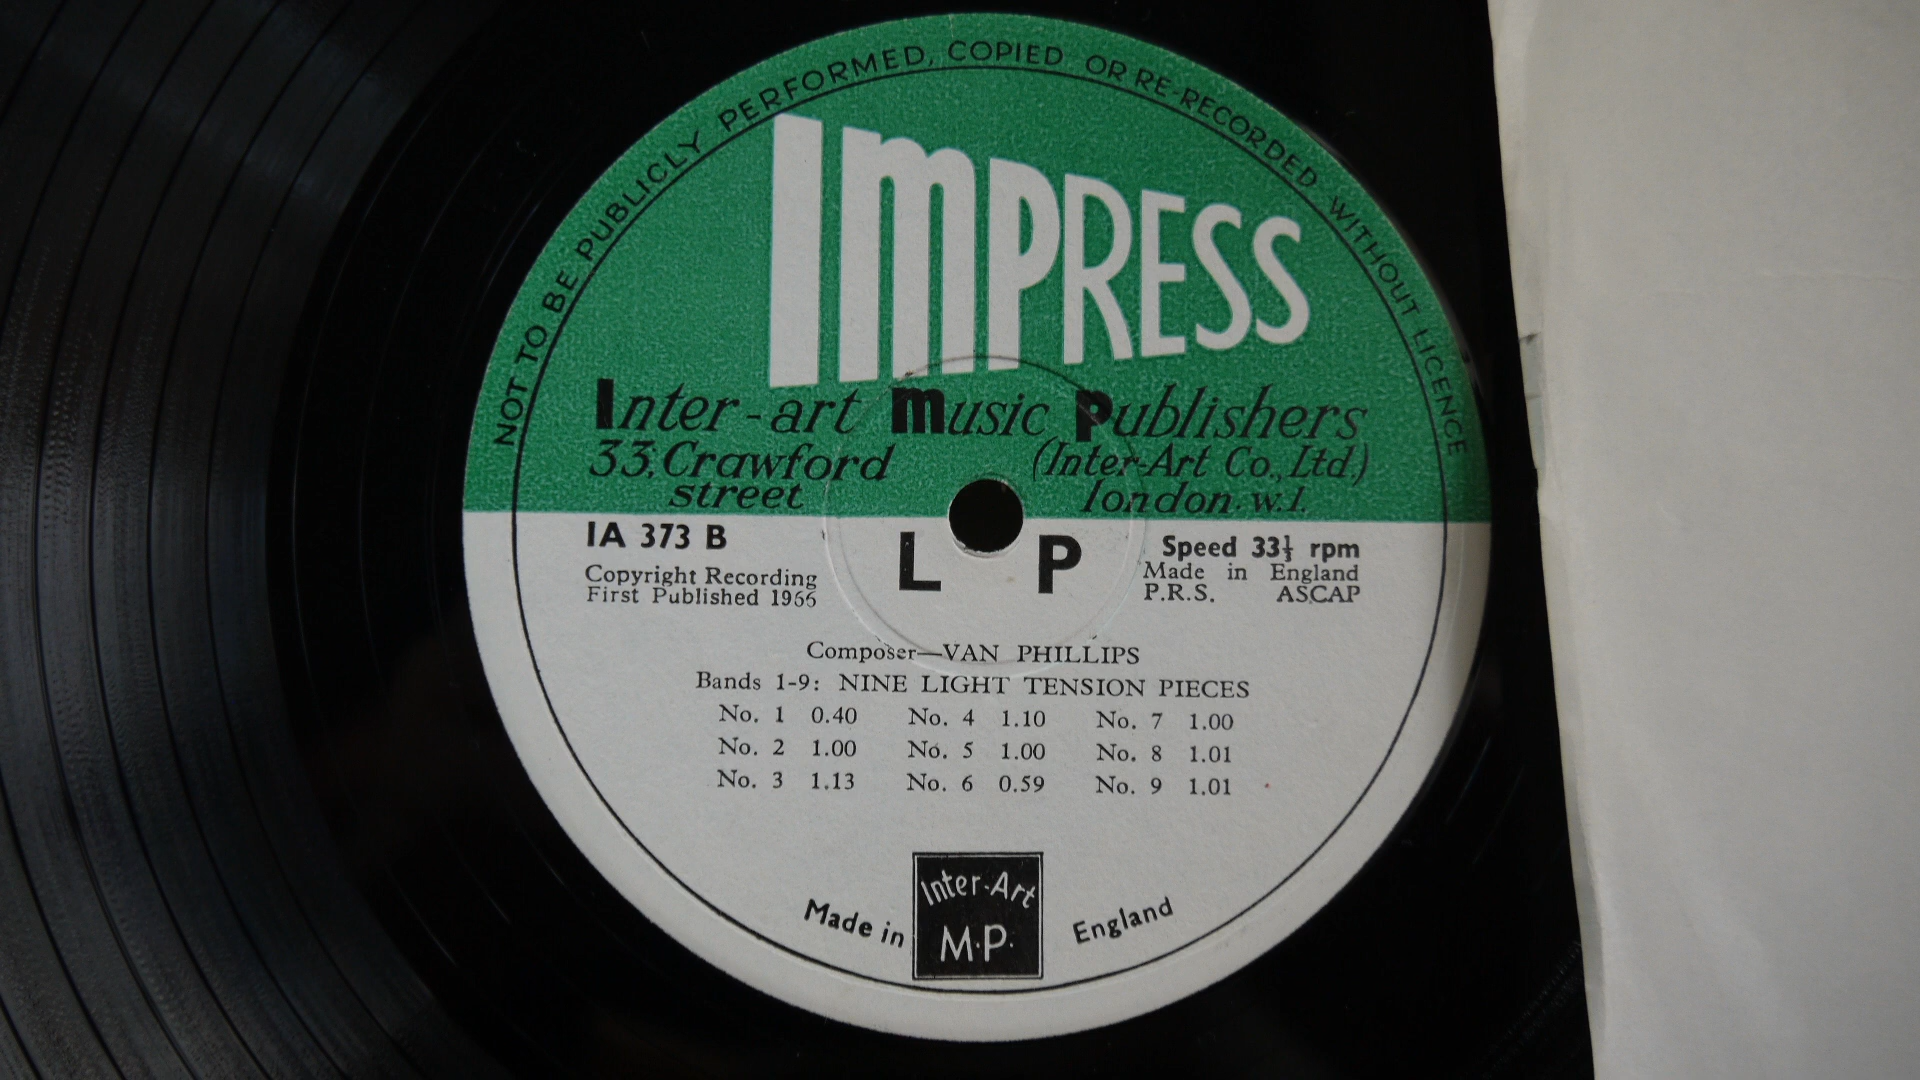 NOT TO BE PUBLICLY PERFORMED, COPIED OR RE-RECORDED WITHOUT LICENCE
IMPRESS
Inter-art Music Publishers
33, Crawford street
(Inter-Art Co., Ltd.)
london. w.1.
IA 373 B
Copyright Recording
First Published 1966
L P
Speed 33⅓ rpm
Made in England
P.R.S. ASCAP
Composer—VAN PHILLIPS
Bands 1-9: NINE LIGHT TENSION PIECES
No. 1 0.40 No. 4 1.10 No. 7 1.00
No. 2 1.00 No. 5 1.00 No. 8 1.01
No. 3 1.13 No. 6 0.59 No. 9 1.01
Made in England
Inter-Art
M.P.